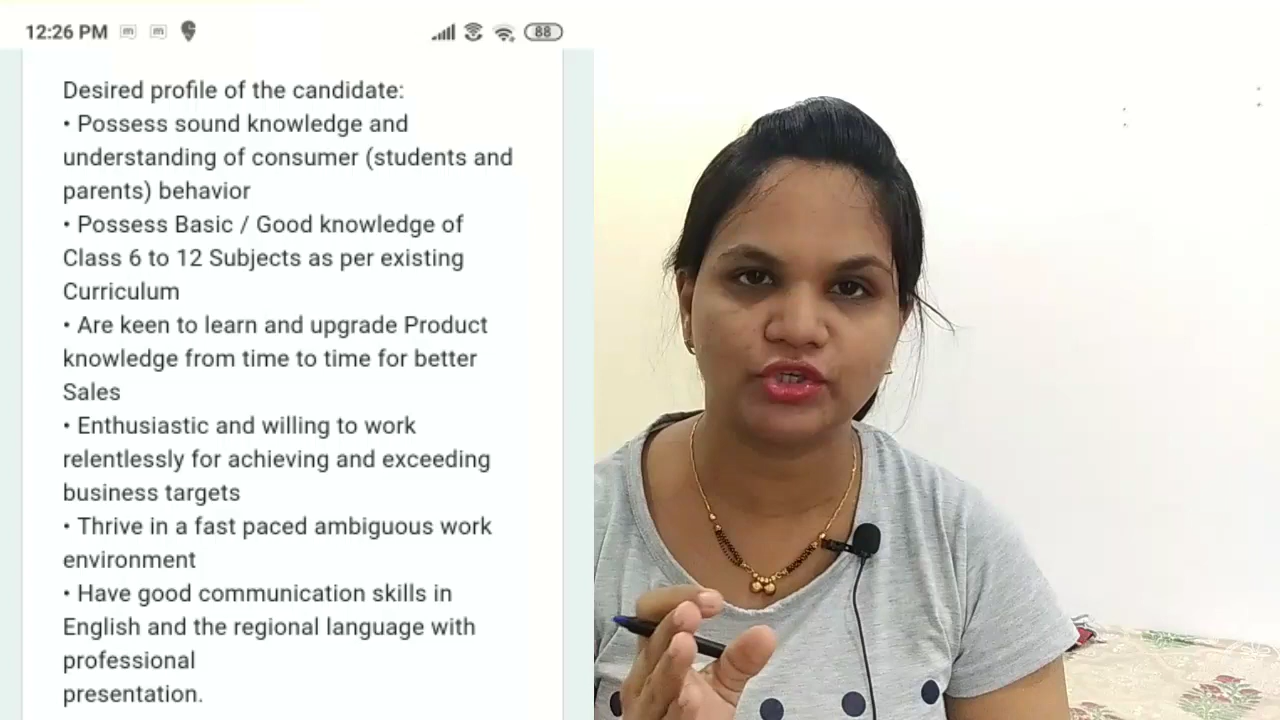 12:26 PM
88
Desired profile of the candidate:
• Possess sound knowledge and
understanding of consumer (students and
parents) behavior
• Possess Basic / Good knowledge of
Class 6 to 12 Subjects as per existing
Curriculum
• Are keen to learn and upgrade Product
knowledge from time to time for better
Sales
• Enthusiastic and willing to work
relentlessly for achieving and exceeding
business targets
• Thrive in a fast paced ambiguous work
environment
• Have good communication skills in
English and the regional language with
professional
presentation.